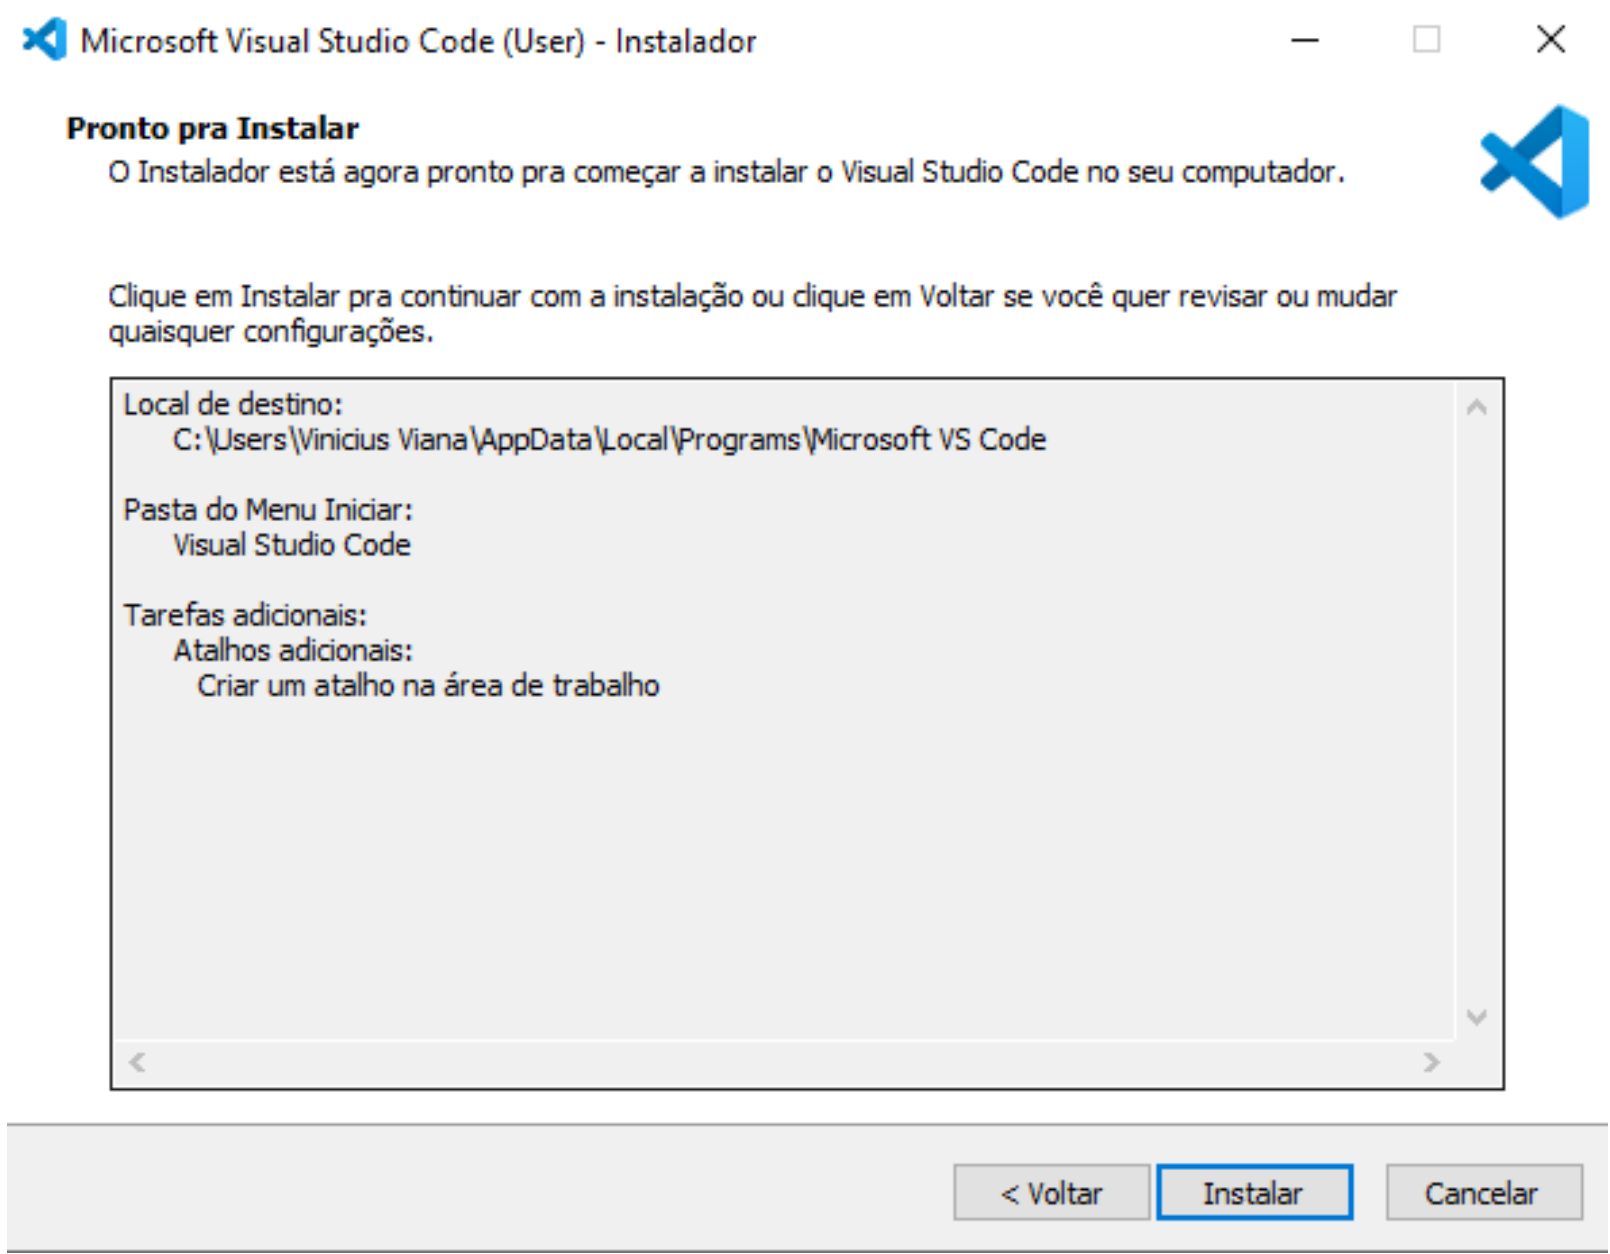 Microsoft Visual Studio Code (User) - Instalador
Pronto pra Instalar
O Instalador está agora pronto pra começar a instalar o Visual Studio Code no seu computador.
Clique em Instalar pra continuar com a instalação ou clique em Voltar se você quer revisar ou mudar
quaisquer configurações.
Local de destino:
C:\Users\Vinicius Viana\AppData\Local\Programs\Microsoft VS Code
Pasta do Menu Iniciar:
Visual Studio Code
Tarefas adicionais:
Atalhos adicionais:
Criar um atalho na área de trabalho
< Voltar
Instalar
Cancelar